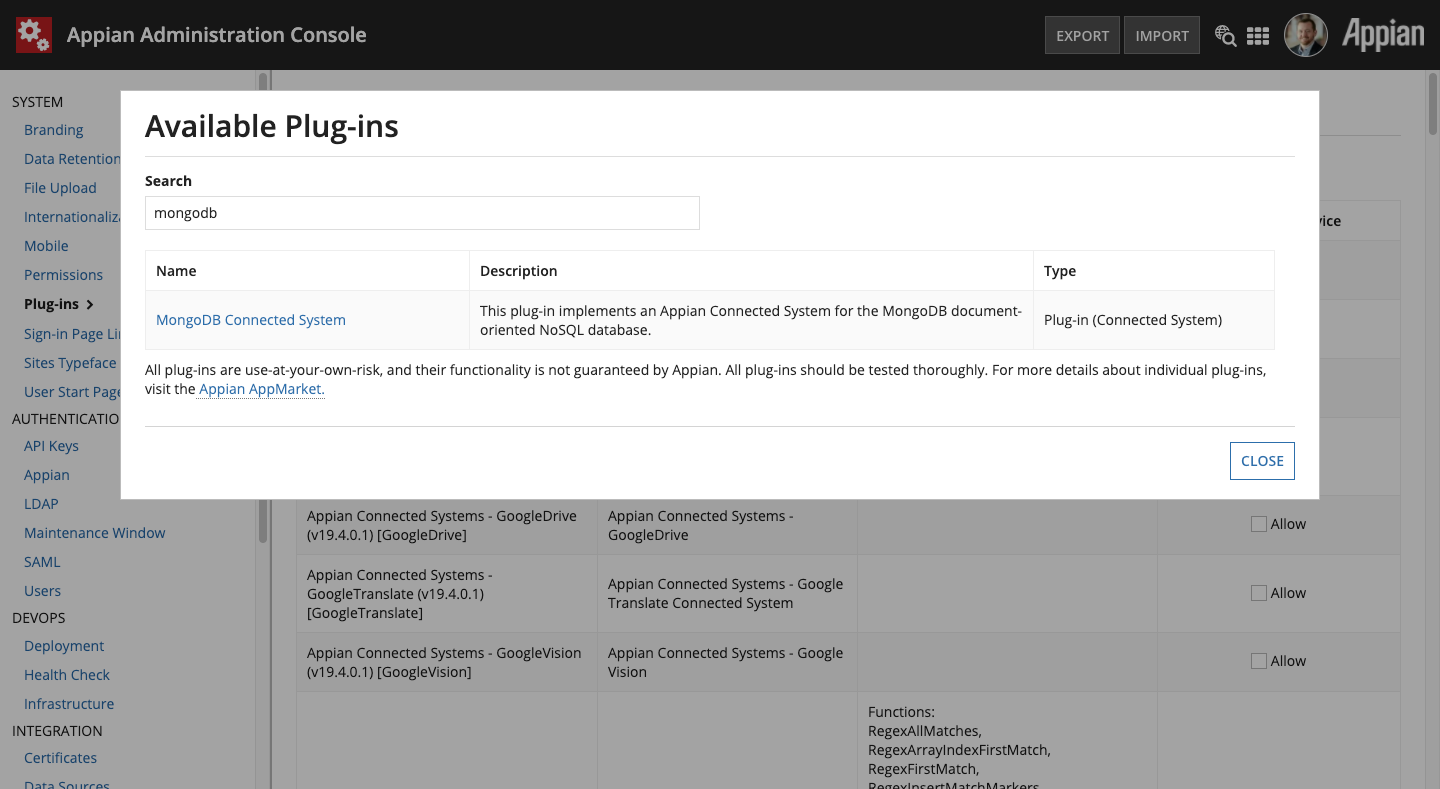 Appian Administration Console
EXPORT
IMPORT
Appian
SYSTEM
Branding
Data Retention
File Upload
Internationaliza
Mobile
Permissions
Plug-ins
Sign-in Page Li
Sites Typeface
User Start Page
AUTHENTICATIO
API Keys
Appian
LDAP
Maintenance Window
SAML
Users
DEVOPS
Deployment
Health Check
Infrastructure
INTEGRATION
Certificates
Data Sources
Available Plug-ins
Search
mongodb
Name
Description
Type
MongoDB Connected System
This plug-in implements an Appian Connected System for the MongoDB document-
oriented NoSQL database.
Plug-in (Connected System)
All plug-ins are use-at-your-own-risk, and their functionality is not guaranteed by Appian. All plug-ins should be tested thoroughly. For more details about individual plug-ins,
visit the Appian AppMarket.
CLOSE
vice
Appian Connected Systems - GoogleDrive
(v19.4.0.1) [GoogleDrive]
Appian Connected Systems -
GoogleDrive
Allow
Appian Connected Systems -
GoogleTranslate (v19.4.0.1)
[GoogleTranslate]
Appian Connected Systems - Google
Translate Connected System
Allow
Appian Connected Systems - GoogleVision
(v19.4.0.1) [GoogleVision]
Appian Connected Systems - Google
Vision
Allow
Functions:
RegexAllMatches,
RegexArrayIndexFirstMatch,
RegexFirstMatch,
RegexInsertMatchMarkers